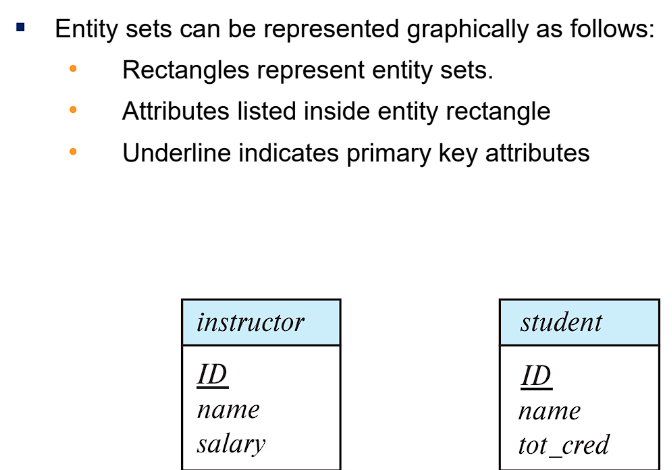 Entity sets can be represented graphically as follows:
Rectangles represent entity sets.
Attributes listed inside entity rectangle
Underline indicates primary key attributes
instructor
ID
name
salary
student
ID
name
tot_cred